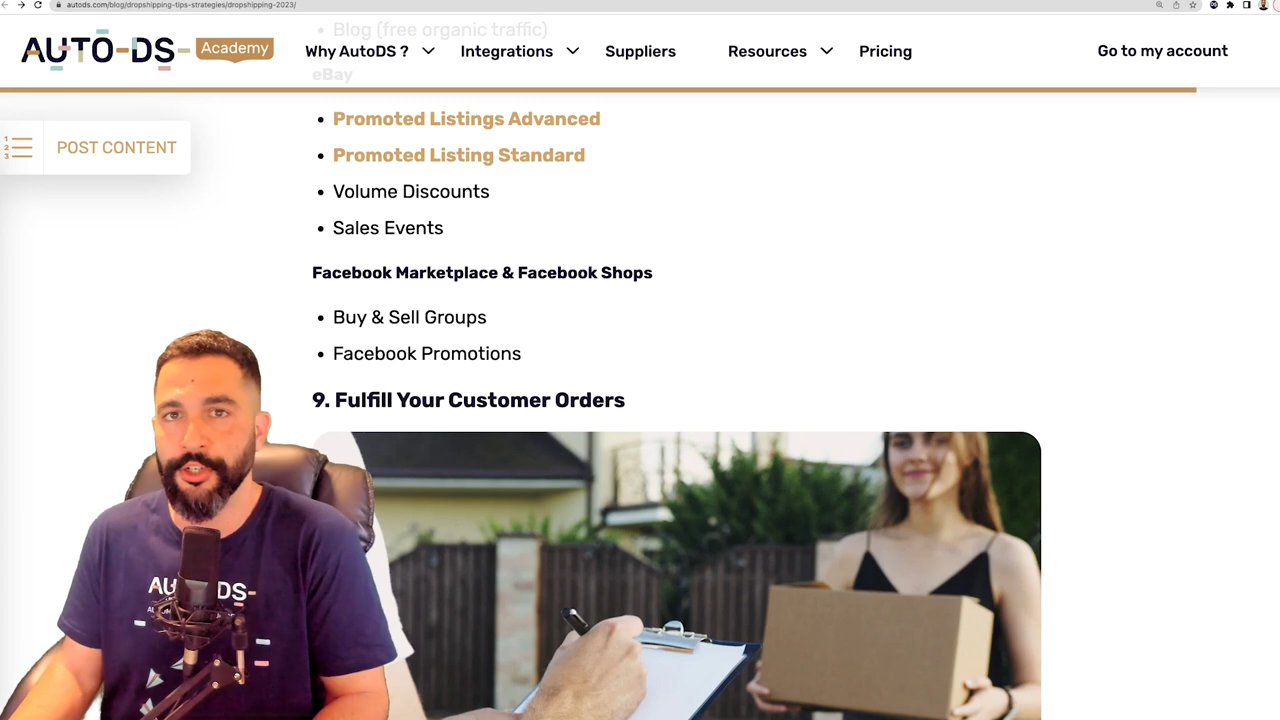 autods.com/blog/dropshipping-tips-strategies/dropshipping-2023/
Blog (free organic traffic)
AUTO-DS- Academy
Why AutoDS ?
Integrations
Suppliers
Resources
Pricing
Go to my account
eBay
Promoted Listings Advanced
POST CONTENT
Promoted Listing Standard
Volume Discounts
Sales Events
Facebook Marketplace & Facebook Shops
Buy & Sell Groups
Facebook Promotions
9. Fulfill Your Customer Orders